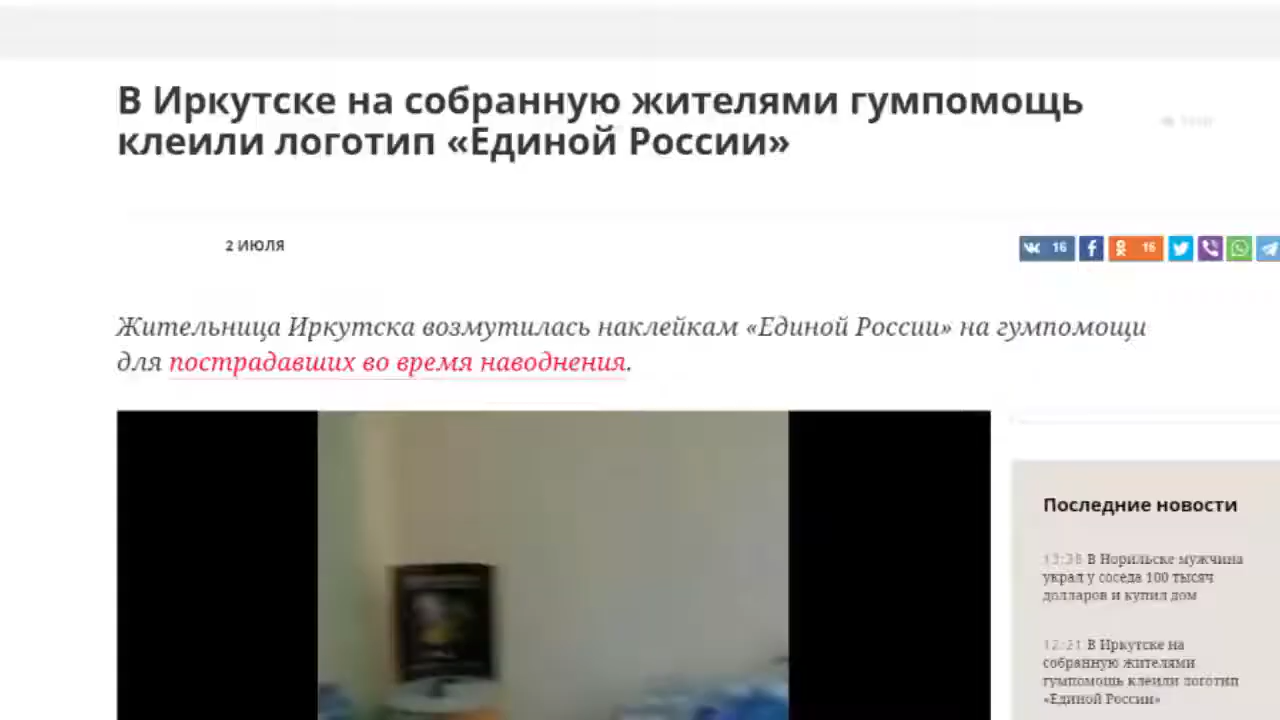 В Иркутске на собранную жителями гумпомощь
клеили логотип «Единой России»
2 ИЮЛЯ
16
16
Жительница Иркутска возмутилась наклейкам «Единой России» на гумпомощи
для пострадавших во время наводнения.
Последние новости
13:38 В Норильске мужчина
украл у соседа 100 тысяч
долларов и купил дом
12:21 В Иркутске на
собранную жителями
гумпомощь клеили логотип
«Единой России»